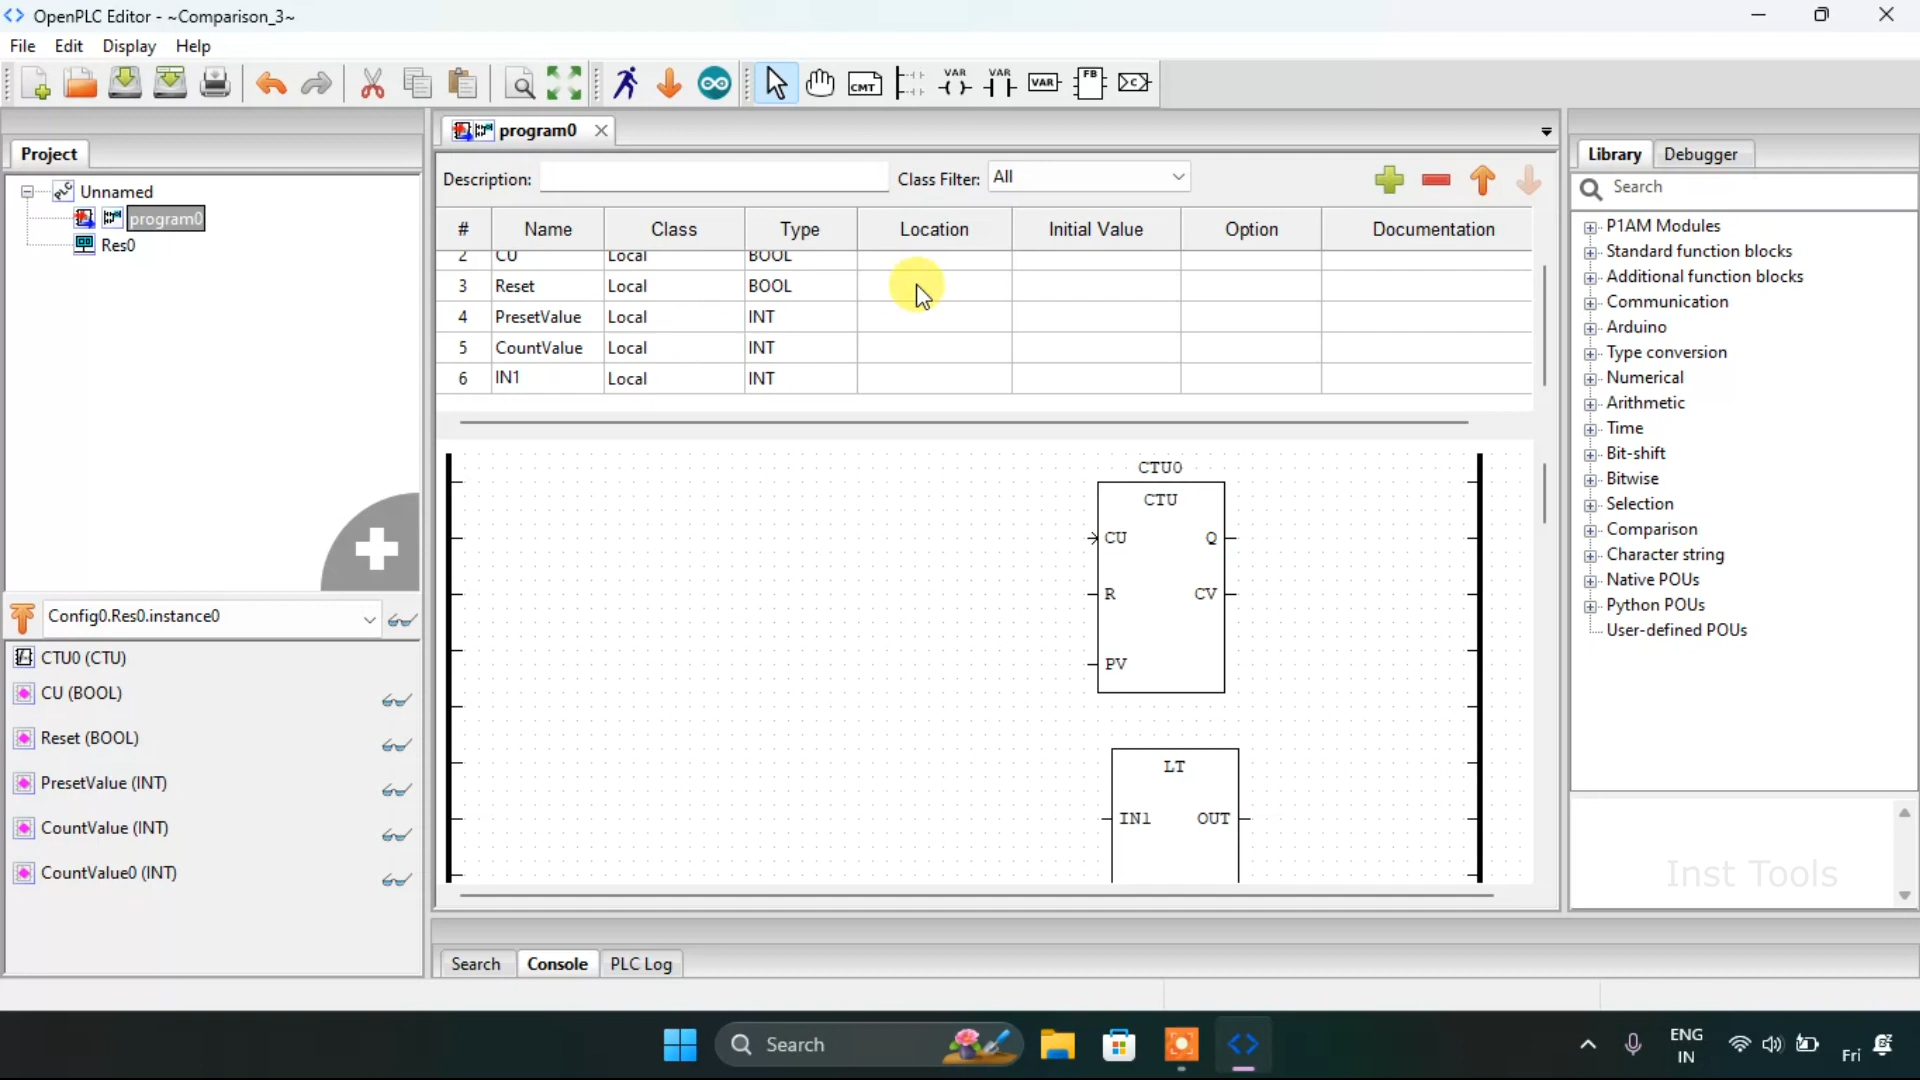 OpenPLC Editor - ~Comparison_3~
File Edit Display Help
CMT VAR VAR VAR FB C
Project
Unnamed
program0
Res0
Config0.Res0.instance0
CTU0 (CTU)
CU (BOOL)
Reset (BOOL)
PresetValue (INT)
CountValue (INT)
CountValue0 (INT)
program0
Description: Class Filter: All
# Name Class Type Location Initial Value Option Documentation
2 CU Local BOOL
3 Reset Local BOOL
4 PresetValue Local INT
5 CountValue Local INT
6 IN1 Local INT
CTU0
CTU
CU Q
R CV
PV
LT
IN1 OUT
Search Console PLC Log
Library Debugger
Search
P1AM Modules
Standard function blocks
Additional function blocks
Communication
Arduino
Type conversion
Numerical
Arithmetic
Time
Bit-shift
Bitwise
Selection
Comparison
Character string
Native POUs
Python POUs
User-defined POUs
Inst Tools
Search
ENG
IN
Fri